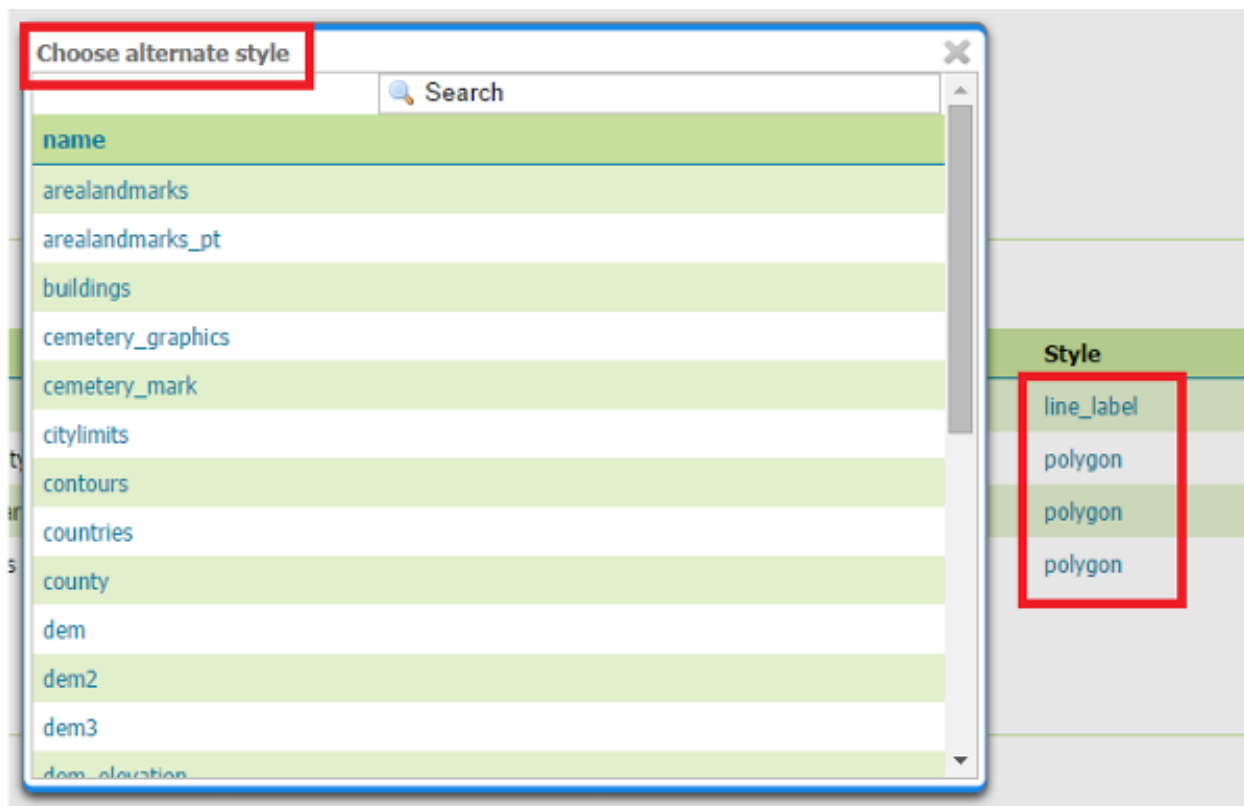 Choose alternate style
Search
name
arealandmarks
arealandmarks_pt
buildings
cemetery_graphics
cemetery_mark
citylimits
contours
countries
county
dem
dem2
dem3
dem_elevation
Style
line_label
polygon
polygon
polygon